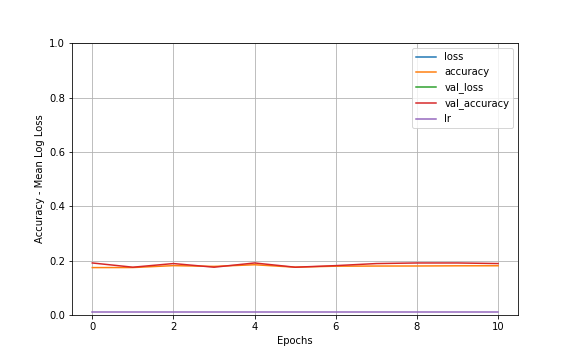 1.0
0.8
0.6
0.4
0.2
0.0
Accuracy - Mean Log Loss
loss
accuracy
val_loss
val_accuracy
lr
0 2 4 6 8 10
Epochs